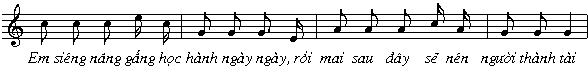 Em siêng năng gắng học hành ngày ngày, rồi mai sau đây sẽ nên người thành tài